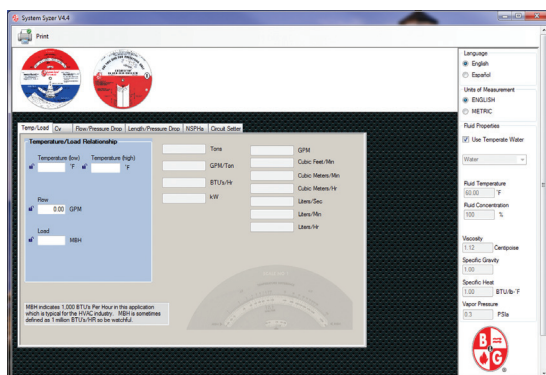 System Syzer V4.4
Print
Temp/Load Cv Flow/Pressure Drop Length/Pressure Drop NSPHa Circuit Setter
Temperature/Load Relationship
Temperature (low) Temperature (high)
°F °F
Flow
0.00 GPM
Load
MBH
Tons
GPM/Ton
BTU's/Hr
kW
GPM
Cubic Feet/Min
Cubic Meters/Min
Cubic Meters/Hr
Liters/Sec
Liters/Min
Liters/Hr
MBH indicates 1,000 BTU's Per Hour in this application
which is typical for the HVAC industry. MBH is sometimes
defined as 1 million BTU's/HR so be watchful.
Language
English
Español
Units of Measurement
ENGLISH
METRIC
Fluid Properties
Use Temperate Water
Water
Fluid Temperature
60.00 °F
Fluid Concentration
100 %
Viscosity
1.12 Centipoise
Specific Gravity
1.00
Specific Heat
1.00 BTU/lb-°F
Vapor Pressure
0.3 PSIa
B G
®